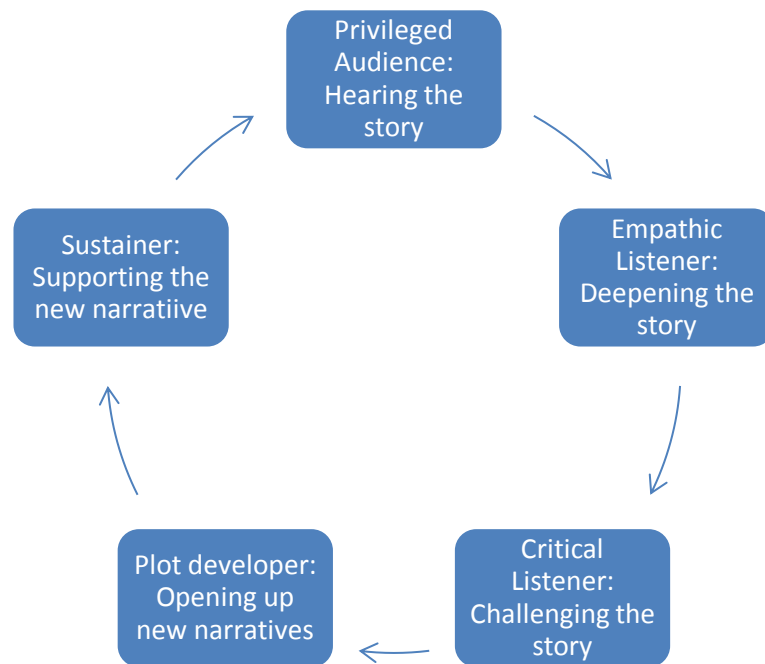 Privileged
Audience:
Hearing the
story
Empathic
Listener:
Deepening the
story
Critical
Listener:
Challenging the
story
Plot developer:
Opening up
new narratives
Sustainer:
Supporting the
new narratiive